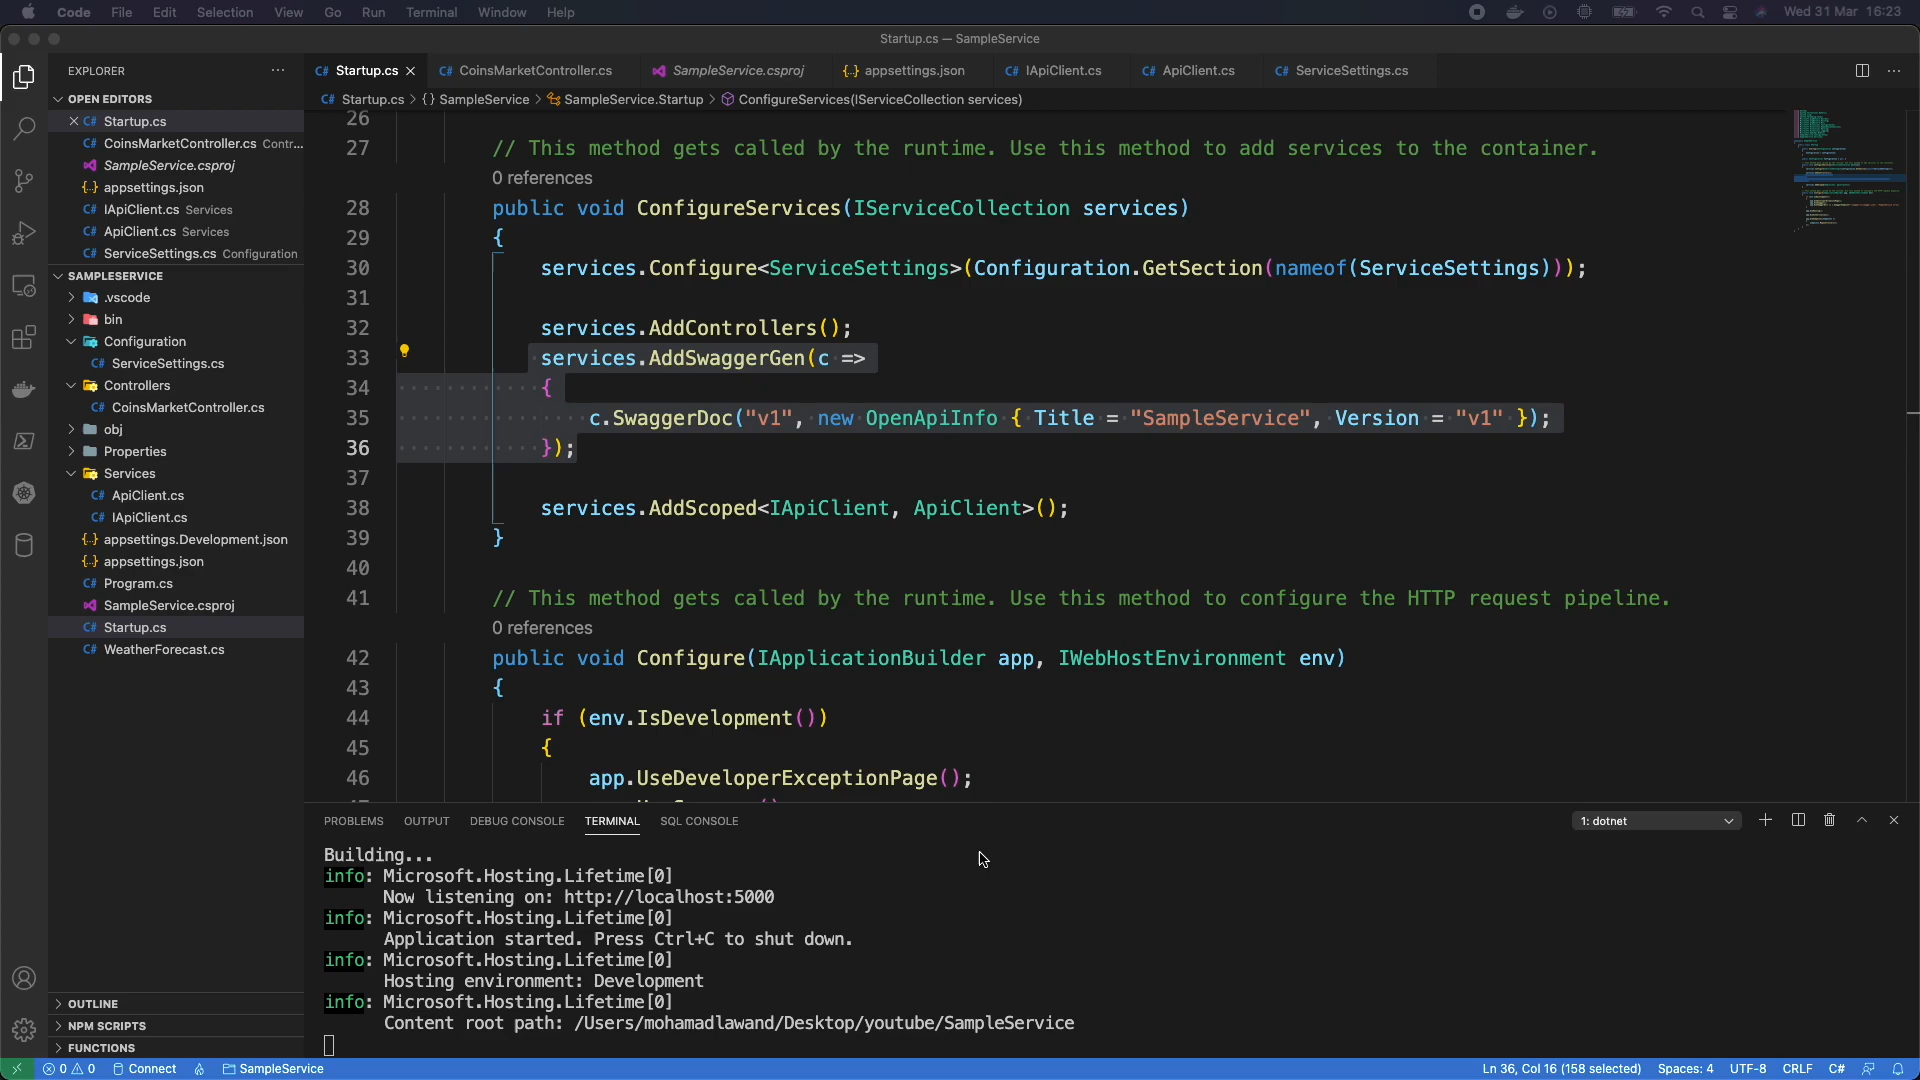 Code File Edit Selection View Go Run Terminal Window Help Wed 31 Mar 16:23
Startup.cs — SampleService
EXPLORER
OPEN EDITORS
C# Startup.cs
C# CoinsMarketController.cs Contr...
SampleService.csproj
{..} appsettings.json
C# IApiClient.cs Services
C# ApiClient.cs Services
C# ServiceSettings.cs Configuration
SAMPLESERVICE
.vscode
bin
Configuration
C# ServiceSettings.cs
Controllers
C# CoinsMarketController.cs
obj
Properties
Services
C# ApiClient.cs
C# IApiClient.cs
{..} appsettings.Development.json
{..} appsettings.json
C# Program.cs
SampleService.csproj
C# Startup.cs
C# WeatherForecast.cs
OUTLINE
NPM SCRIPTS
FUNCTIONS
C# Startup.cs C# CoinsMarketController.cs SampleService.csproj {..} appsettings.json C# IApiClient.cs C# ApiClient.cs C# ServiceSettings.cs
C# Startup.cs > {} SampleService > SampleService.Startup > ConfigureServices(IServiceCollection services)
26
27 // This method gets called by the runtime. Use this method to add services to the container.
0 references
28 public void ConfigureServices(IServiceCollection services)
29 {
30 services.Configure<ServiceSettings>(Configuration.GetSection(nameof(ServiceSettings)));
31
32 services.AddControllers();
33 services.AddSwaggerGen(c =>
34 {
35 c.SwaggerDoc("v1", new OpenApiInfo { Title = "SampleService", Version = "v1" });
36 });
37
38 services.AddScoped<IApiClient, ApiClient>();
39 }
40
41 // This method gets called by the runtime. Use this method to configure the HTTP request pipeline.
0 references
42 public void Configure(IApplicationBuilder app, IWebHostEnvironment env)
43 {
44 if (env.IsDevelopment())
45 {
46 app.UseDeveloperExceptionPage();
PROBLEMS OUTPUT DEBUG CONSOLE TERMINAL SQL CONSOLE 1: dotnet
Building...
info: Microsoft.Hosting.Lifetime[0]
Now listening on: http://localhost:5000
info: Microsoft.Hosting.Lifetime[0]
Application started. Press Ctrl+C to shut down.
info: Microsoft.Hosting.Lifetime[0]
Hosting environment: Development
info: Microsoft.Hosting.Lifetime[0]
Content root path: /Users/mohamadlawand/Desktop/youtube/SampleService
0 0 Connect SampleService Ln 36, Col 16 (158 selected) Spaces: 4 UTF-8 CRLF C#